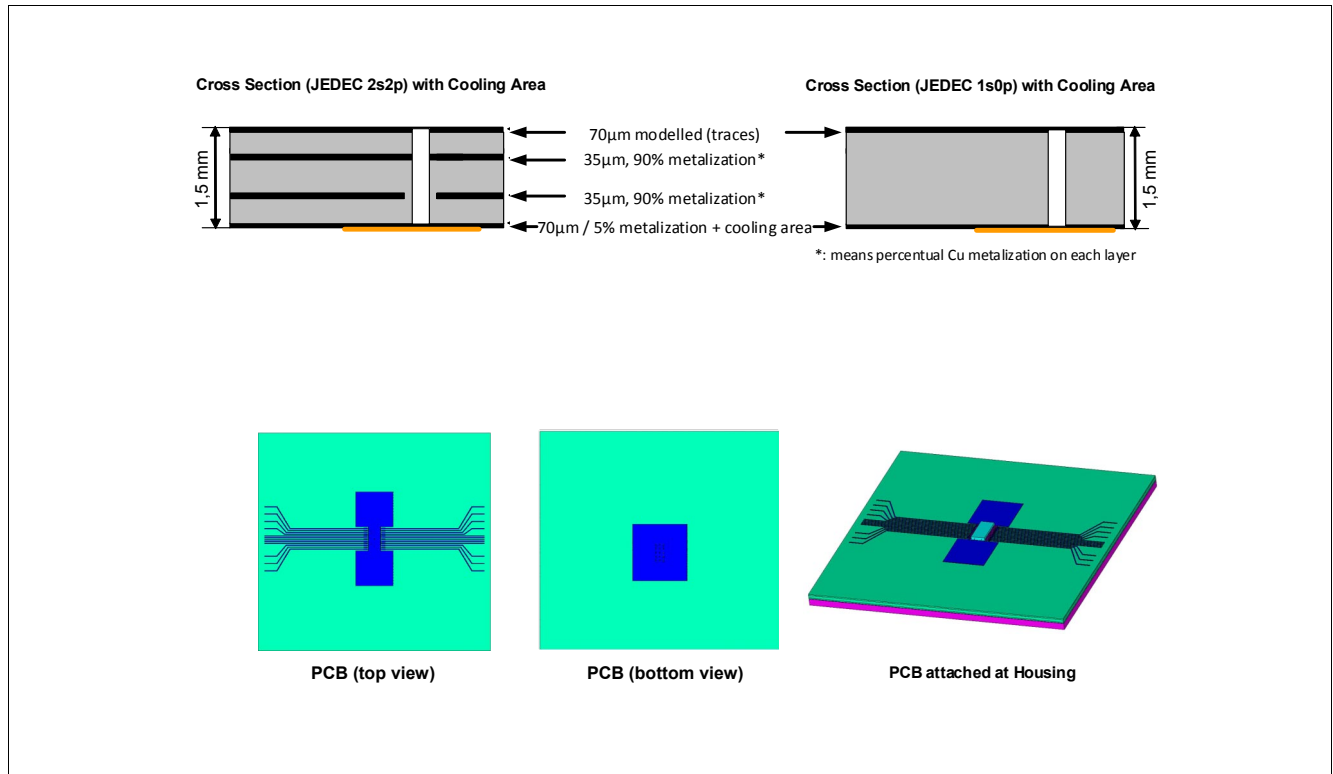 Cross Section (JEDEC 2s2p) with Cooling Area
Cross Section (JEDEC 1s0p) with Cooling Area
1,5 mm
70µm modelled (traces)
35µm, 90% metalization*
35µm, 90% metalization*
70µm / 5% metalization + cooling area
1,5 mm
*: means percentual Cu metalization on each layer
PCB (top view)
PCB (bottom view)
PCB attached at Housing